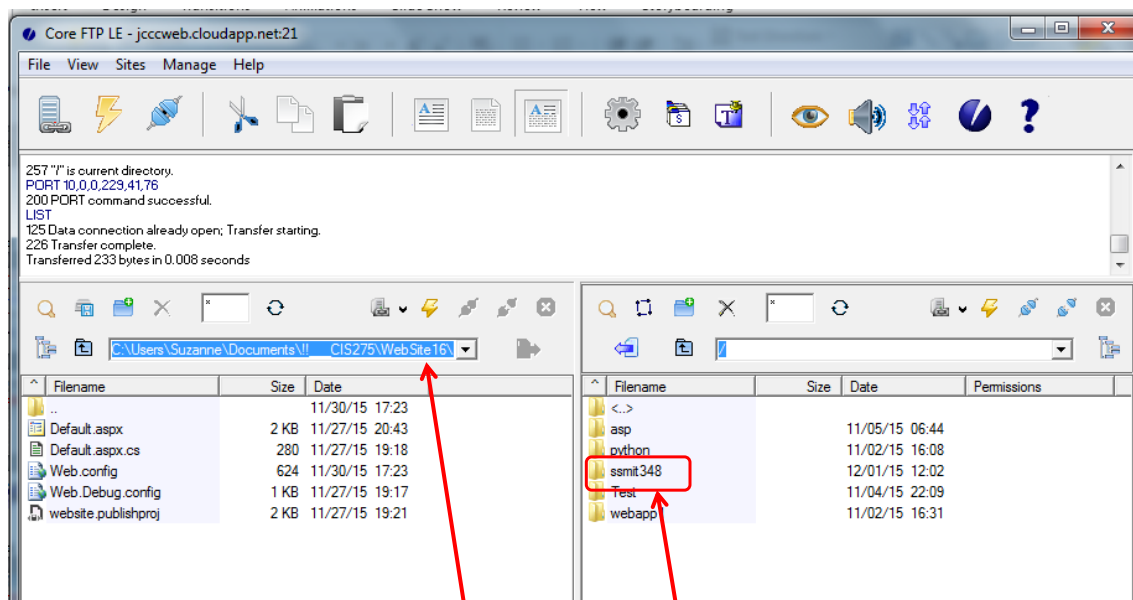 Core FTP LE - jcccweb.cloudapp.net:21
File View Sites Manage Help
257 "/" is current directory.
PORT 10,0,0,229,41,76
200 PORT command successful.
LIST
125 Data connection already open; Transfer starting.
226 Transfer complete.
Transferred 233 bytes in 0.008 seconds
* *
C:\Users\Suzanne\Documents\!!___CIS275\WebSite16\ /
^ Filename Size Date ^ Filename Size Date Permissions
.. 11/30/15 17:23 <..>
Default.aspx 2 KB 11/27/15 20:43 asp 11/05/15 06:44
Default.aspx.cs 280 11/27/15 19:18 python 11/02/15 16:08
Web.config 624 11/30/15 17:23 ssmit348 12/01/15 12:02
Web.Debug.config 1 KB 11/27/15 19:17 Test 11/04/15 22:09
website.publishproj 2 KB 11/27/15 19:21 webapp 11/02/15 16:31